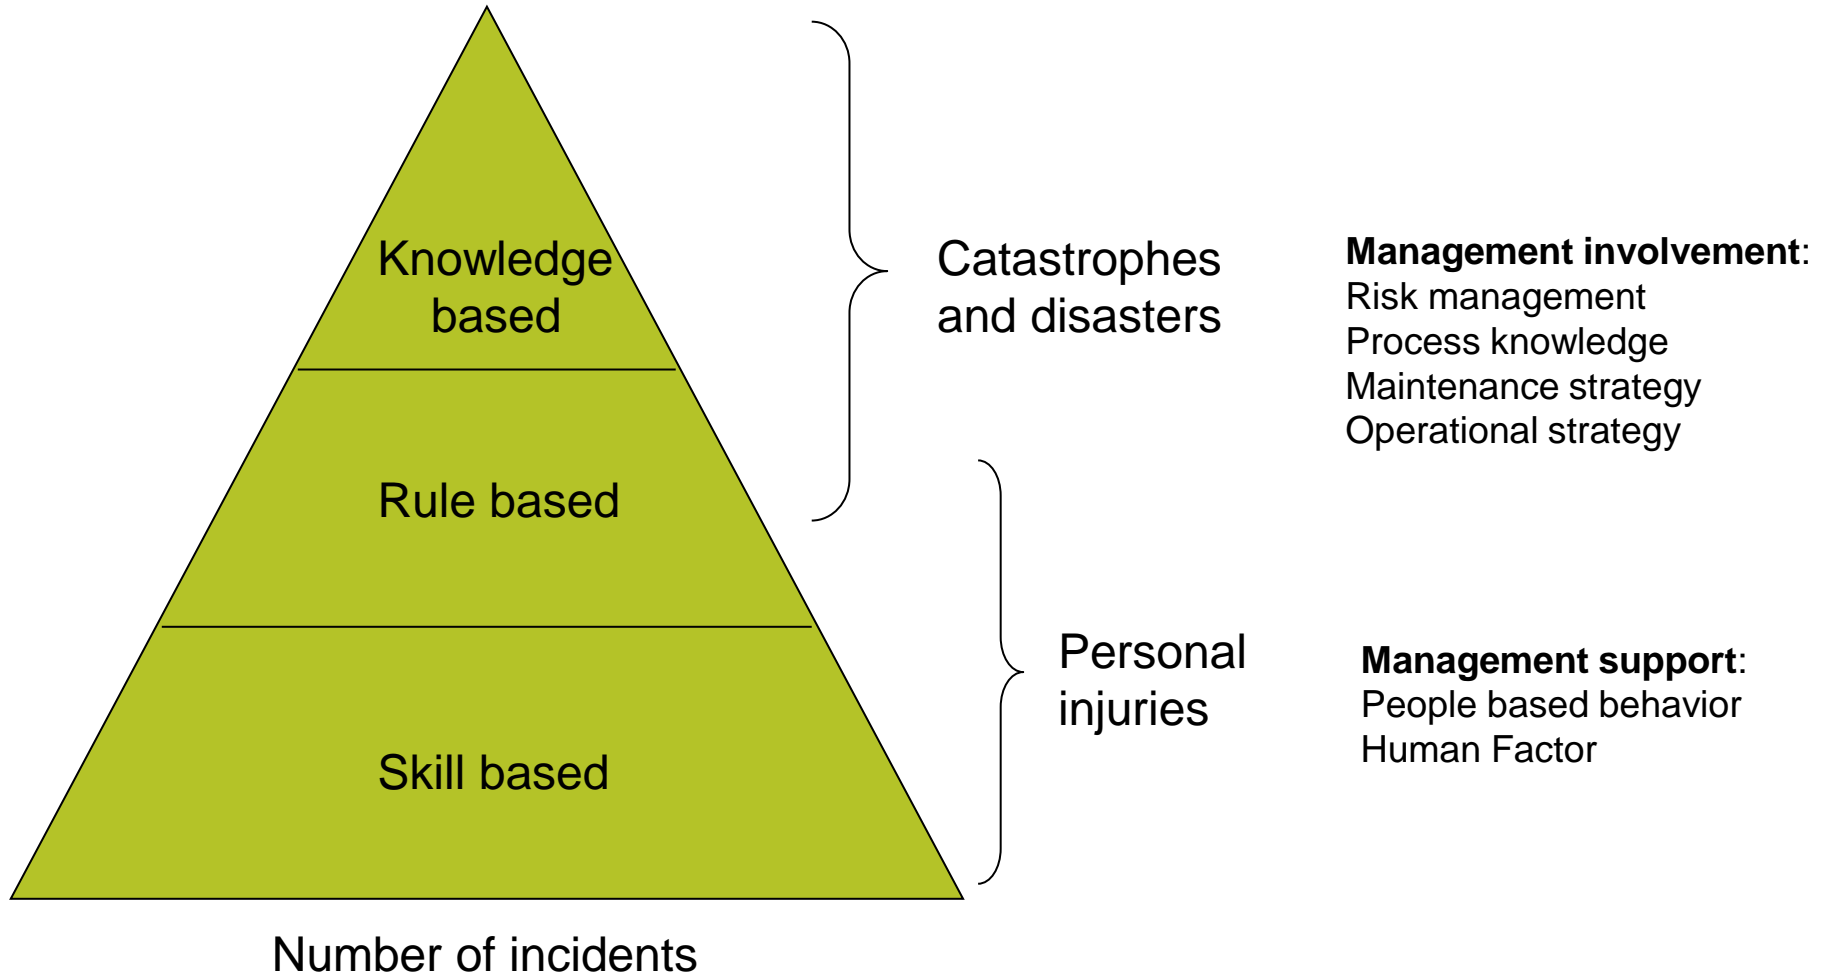 Knowledge
based
Rule based
Skill based
Number of incidents
Catastrophes
and disasters
Personal
injuries
Management involvement:
Risk management
Process knowledge
Maintenance strategy
Operational strategy
Management support:
People based behavior
Human Factor